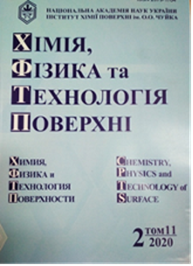 НАЦІОНАЛЬНА АКАДЕМІЯ НАУК УКРАЇНИ
ІНСТИТУТ ХІМІЇ ПОВЕРХНІ ім. О.О. ЧУЙКА
ХІМІЯ,
ФІЗИКА та
ТЕХНОЛОГІЯ
ПОВЕРХНІ
ХИМИЯ,
ФИЗИКА и
ТЕХНОЛОГИЯ
ПОВЕРХНОСТИ
CHEMISTRY,
PHYSICS and
TECHNOLOGY of
SURFACE
2 том 11
2020